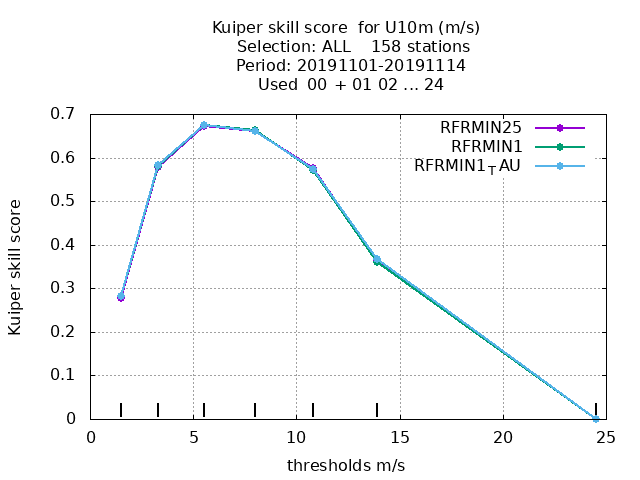 Kuiper skill score  for U10m (m/s)
Selection: ALL    158 stations
Period: 20191101-20191114
Used  00  + 01 02 ... 24
RFRMIN25
RFRMIN1
RFRMIN1TAU
0.7
0.6
0.5
0.4
0.3
0.2
0.1
0
Kuiper skill score
0 5 10 15 20 25
thresholds m/s